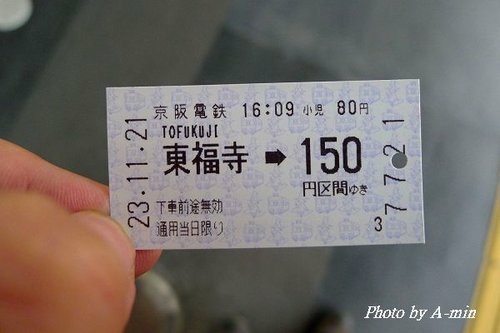 京阪電鉄 16:09 小児 80円
TOFUKUJI
東福寺 ➡ 150
円区間ゆき
下車前途無効
通用当日限り
23.11.21
3 7721
Photo by A-min